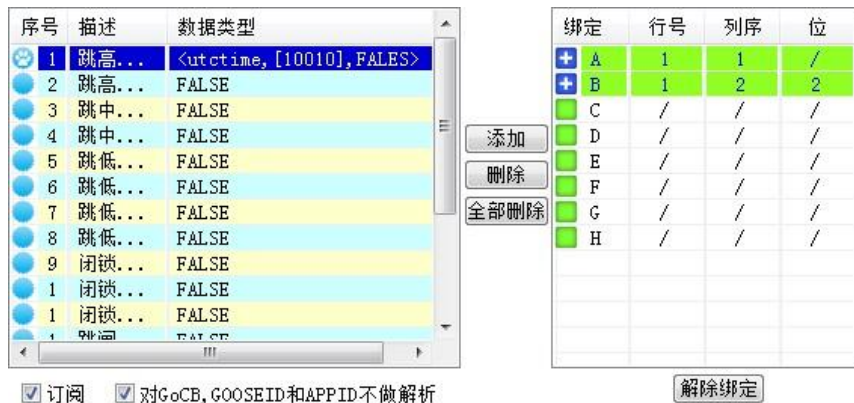 序号 描述 数据类型
1 跳高... <utctime,[10010],FALES>
2 跳高... FALSE
3 跳中... FALSE
4 跳中... FALSE
5 跳低... FALSE
6 跳低... FALSE
7 跳低... FALSE
8 跳低... FALSE
9 闭锁... FALSE
1 闭锁... FALSE
1 闭锁... FALSE
添加
删除
全部删除
绑定 行号 列序 位
A 1 1 /
B 1 2 2
C / / /
D / / /
E / / /
F / / /
G / / /
H / / /
订阅 对GoCB,GOOSEID和APPID不做解析
解除绑定